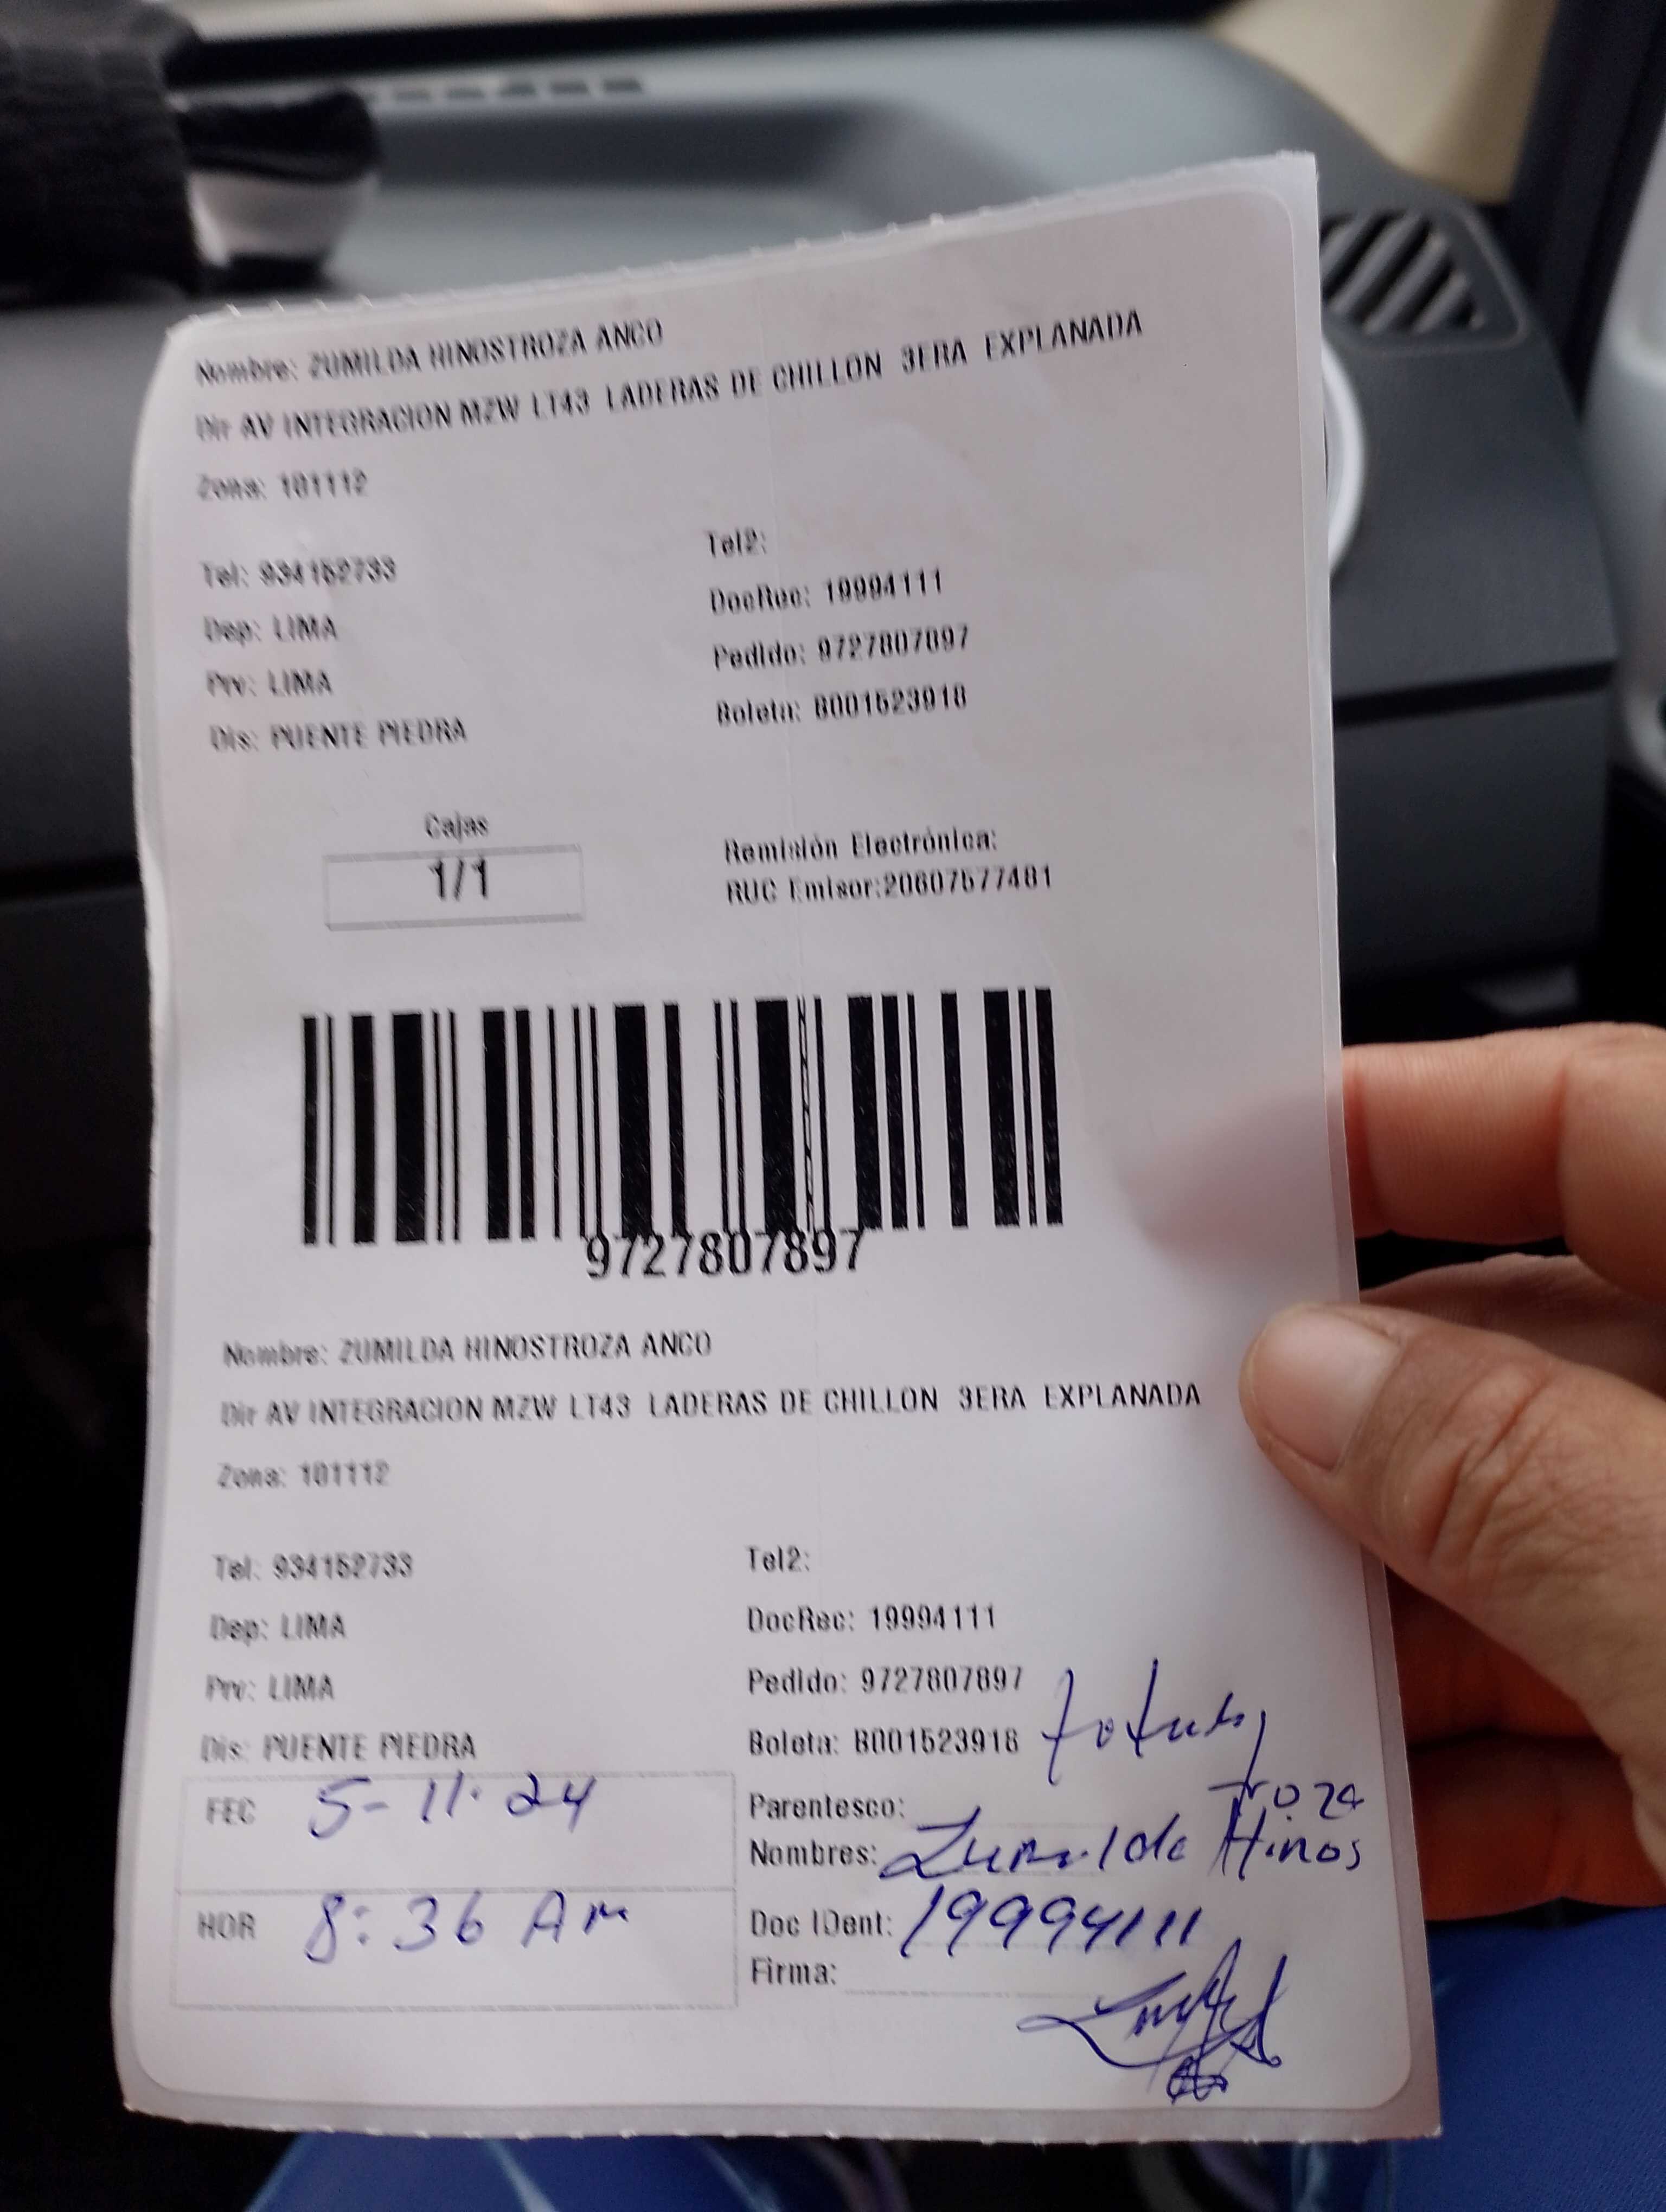 Nombre: ZUMILDA HINOSTROZA ANCO
Dir AV INTEGRACION MZW LT43 LADERAS DE CHILLON 3ERA EXPLANADA
Zona: 101112
Tel: 934152733
Tel2:
Dep: LIMA
DocRec: 19994111
Prv: LIMA
Pedido: 9727807897
Dis: PUENTE PIEDRA
Boleta: B001523918
Cajas
1/1
Remisión Electrónica:
RUC Emisor:20607577481
9727807897
Nombre: ZUMILDA HINOSTROZA ANCO
Dir AV INTEGRACION MZW LT43 LADERAS DE CHILLON 3ERA EXPLANADA
Zona: 101112
Tel: 934152733
Tel2:
Dep: LIMA
DocRec: 19994111
Prv: LIMA
Pedido: 9727807897
Dis: PUENTE PIEDRA
Boleta: B001523918
FEC 5-11-24
Parentesco:
troza
Nombres: Zumilda Hinos
HOR 8:36 Am
Doc IDent: 19994111
Firma: